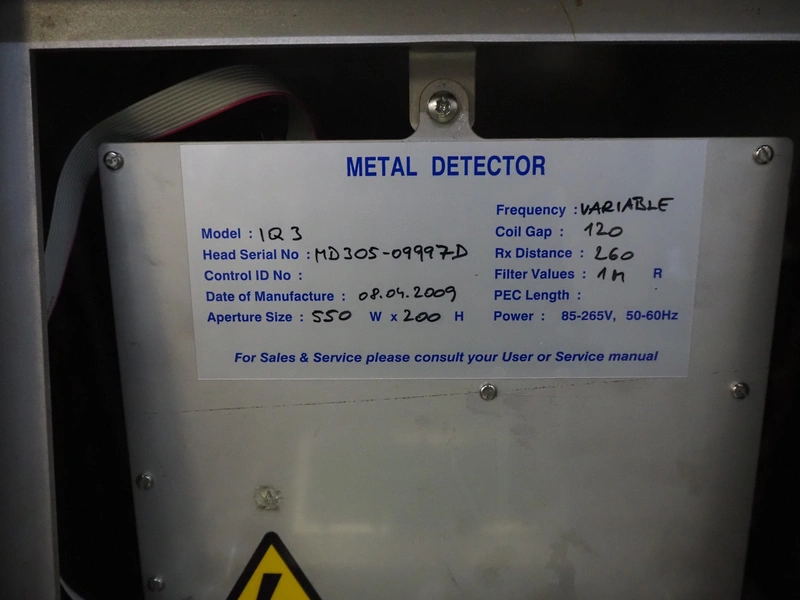 METAL DETECTOR
Frequency : VARIABLE
Model : IQ3
Coil Gap : 120
Head Serial No : MD305-09997D
Rx Distance : 260
Control ID No :
Filter Values : 1M R
Date of Manufacture : 08.04.2009
PEC Length :
Aperture Size : 550 W x 200 H
Power : 85-265V, 50-60Hz
For Sales & Service please consult your User or Service manual